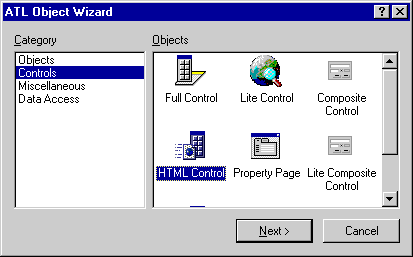 ATL Object Wizard
Category
Objects
Objects
Controls
Miscellaneous
Data Access
Full Control
Lite Control
Composite Control
HTML Control
Property Page
Lite Composite Control
Next >
Cancel